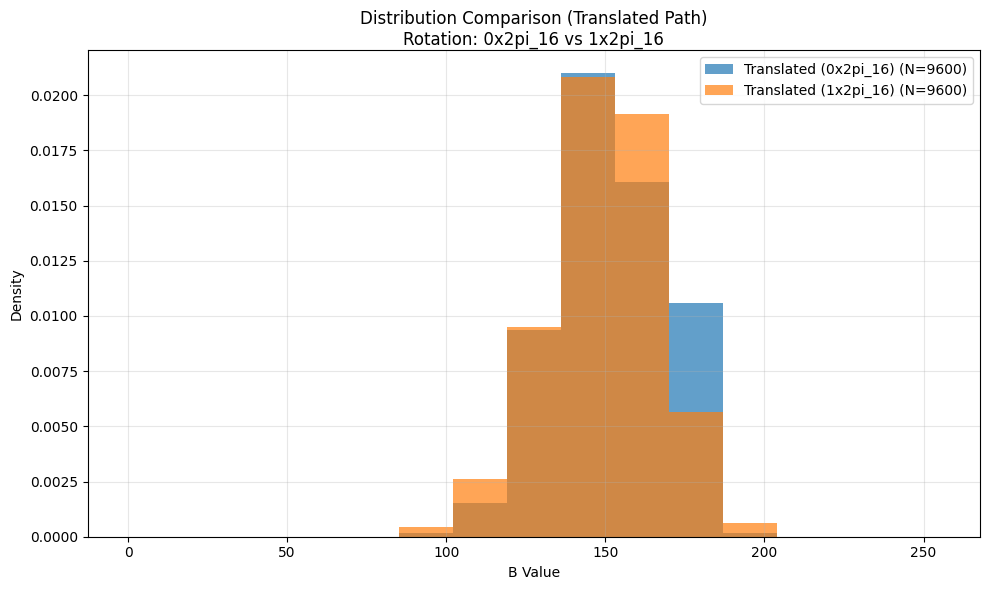 Distribution Comparison (Translated Path)
Rotation: 0x2pi_16 vs 1x2pi_16
Translated (0x2pi_16) (N=9600)
Translated (1x2pi_16) (N=9600)
Density
0.0200
0.0175
0.0150
0.0125
0.0100
0.0075
0.0050
0.0025
0.0000
0 50 100 150 200 250
B Value